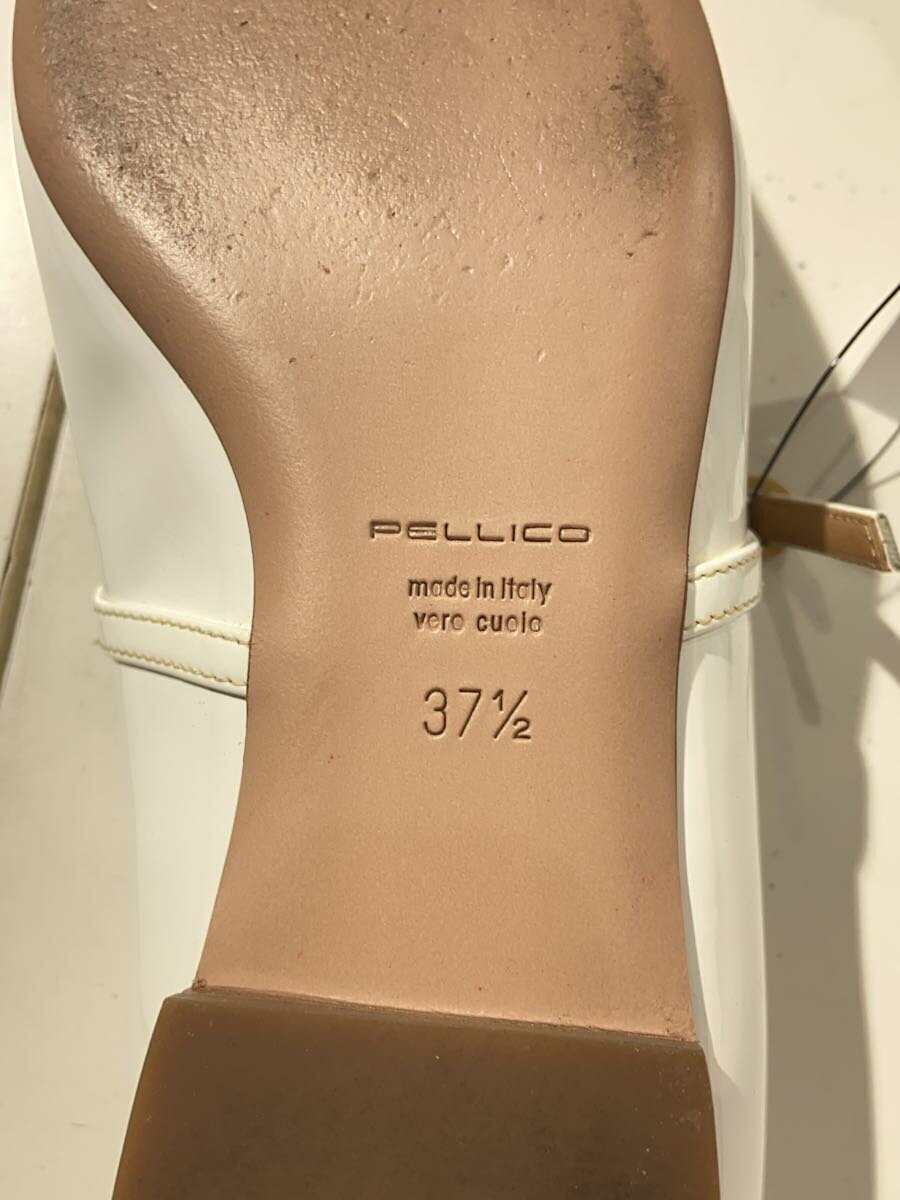 PELLICO
made in Italy
vero cuoio
37½